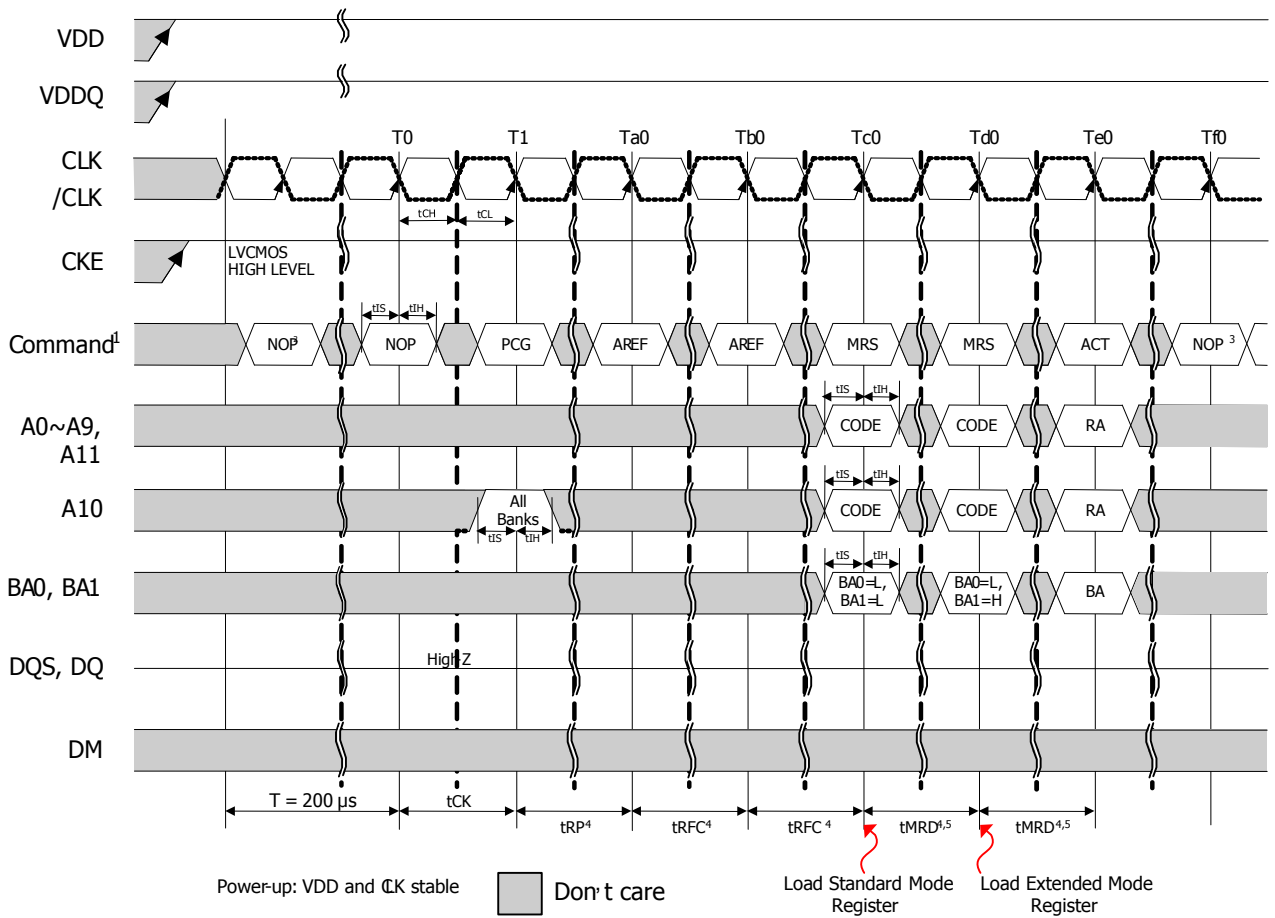 VDD
VDDQ
T0 T1 Ta0 Tb0 Tc0 Td0 Te0 Tf0
CLK
/CLK
tCH tCL
CKE
LVCMOS
HIGH LEVEL
tIS tIH
Command1
NOP3 NOP PCG AREF AREF MRS MRS ACT NOP 3
tIS tIH
A0~A9,
A11
CODE CODE RA
tIS tIH
A10
All
Banks
tIS tIH
CODE CODE RA
tIS tIH
BA0, BA1
BA0=L,
BA1=L
BA0=L,
BA1=H
BA
DQS, DQ
High-Z
DM
T = 200 µs tCK tRP4 tRFC4 tRFC 4 tMRD4,5 tMRD4,5
Power-up: VDD and CLK stable
Don't care
Load Standard Mode
Register
Load Extended Mode
Register